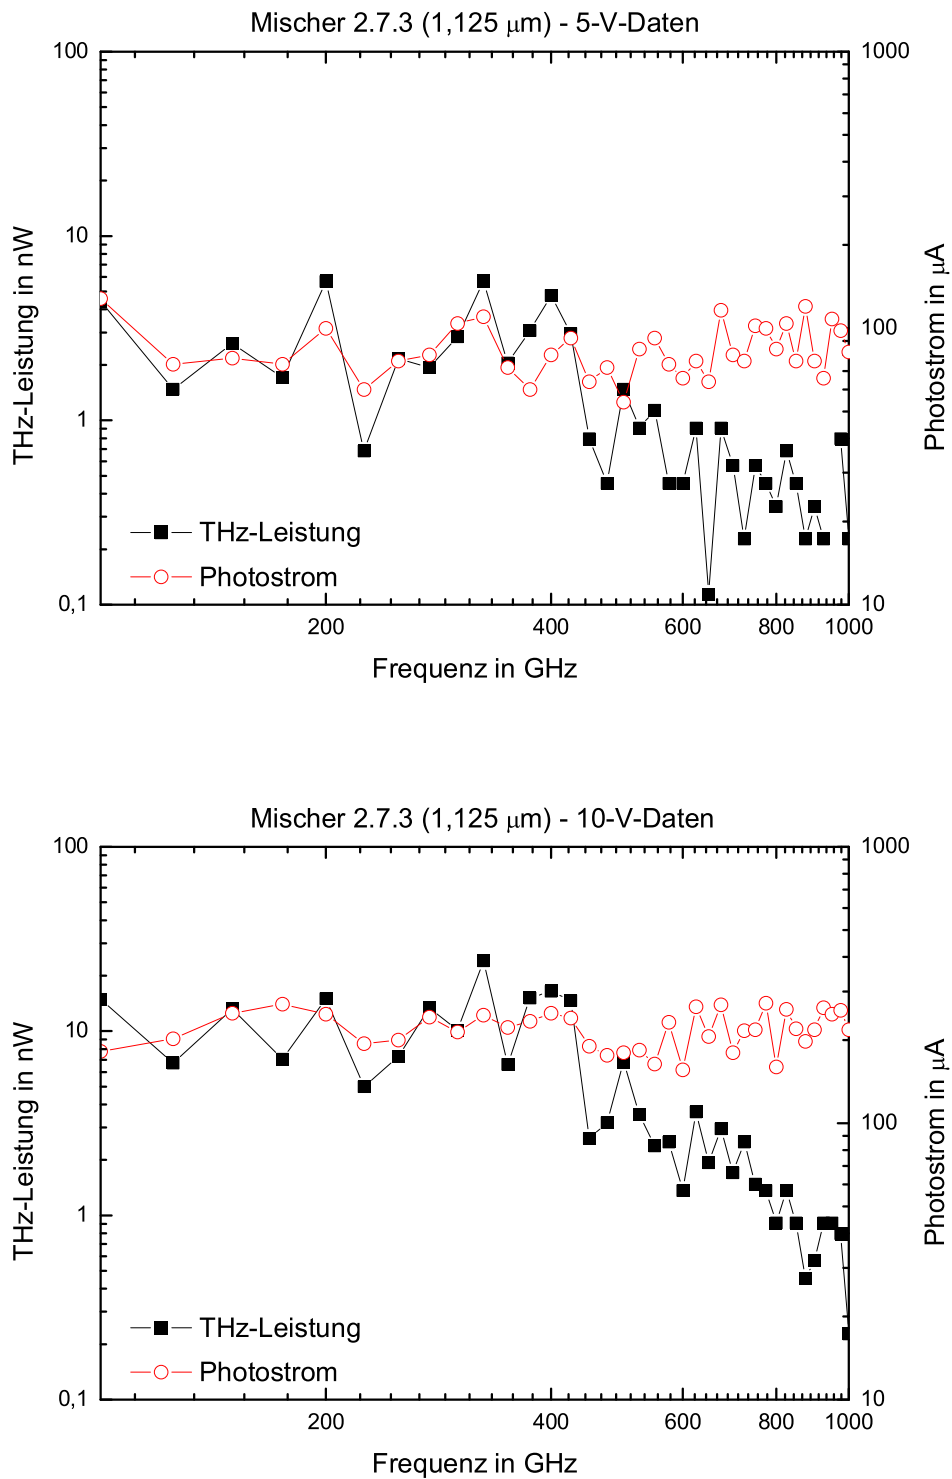 Mischer 2.7.3 (1,125 μm) - 5-V-Daten
100
1000
10
100
1
0,1
10
THz-Leistung in nW
Photostrom in μA
THz-Leistung
Photostrom
200
400
600
800
1000
Frequenz in GHz
Mischer 2.7.3 (1,125 μm) - 10-V-Daten
100
1000
10
100
1
0,1
10
THz-Leistung in nW
Photostrom in μA
THz-Leistung
Photostrom
200
400
600
800
1000
Frequenz in GHz